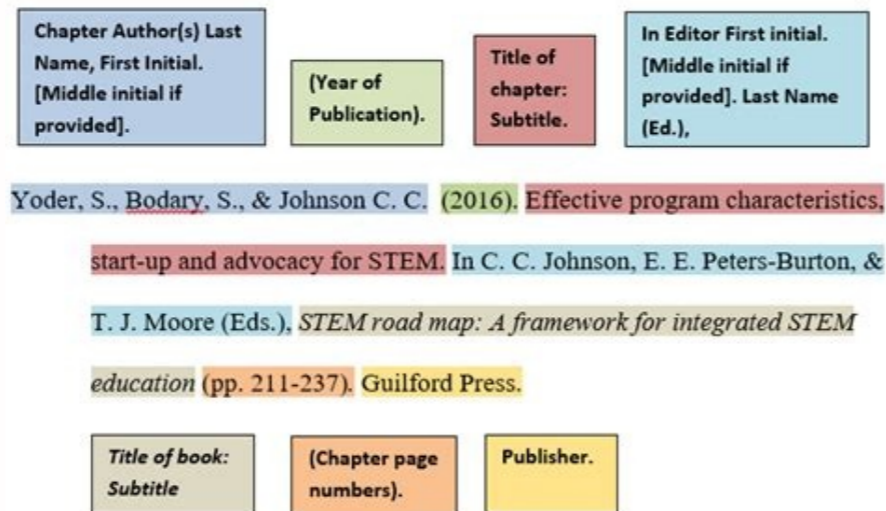 Chapter Author(s) Last
Name, First Initial.
[Middle initial if
provided].
(Year of
Publication).
Title of
chapter:
Subtitle.
In Editor First initial.
[Middle initial if
provided]. Last Name
(Ed.),
Yoder, S., Bodary, S., & Johnson C. C. (2016). Effective program characteristics,
start-up and advocacy for STEM. In C. C. Johnson, E. E. Peters-Burton, &
T. J. Moore (Eds.), STEM road map: A framework for integrated STEM
education (pp. 211-237). Guilford Press.
Title of book:
Subtitle
(Chapter page
numbers).
Publisher.